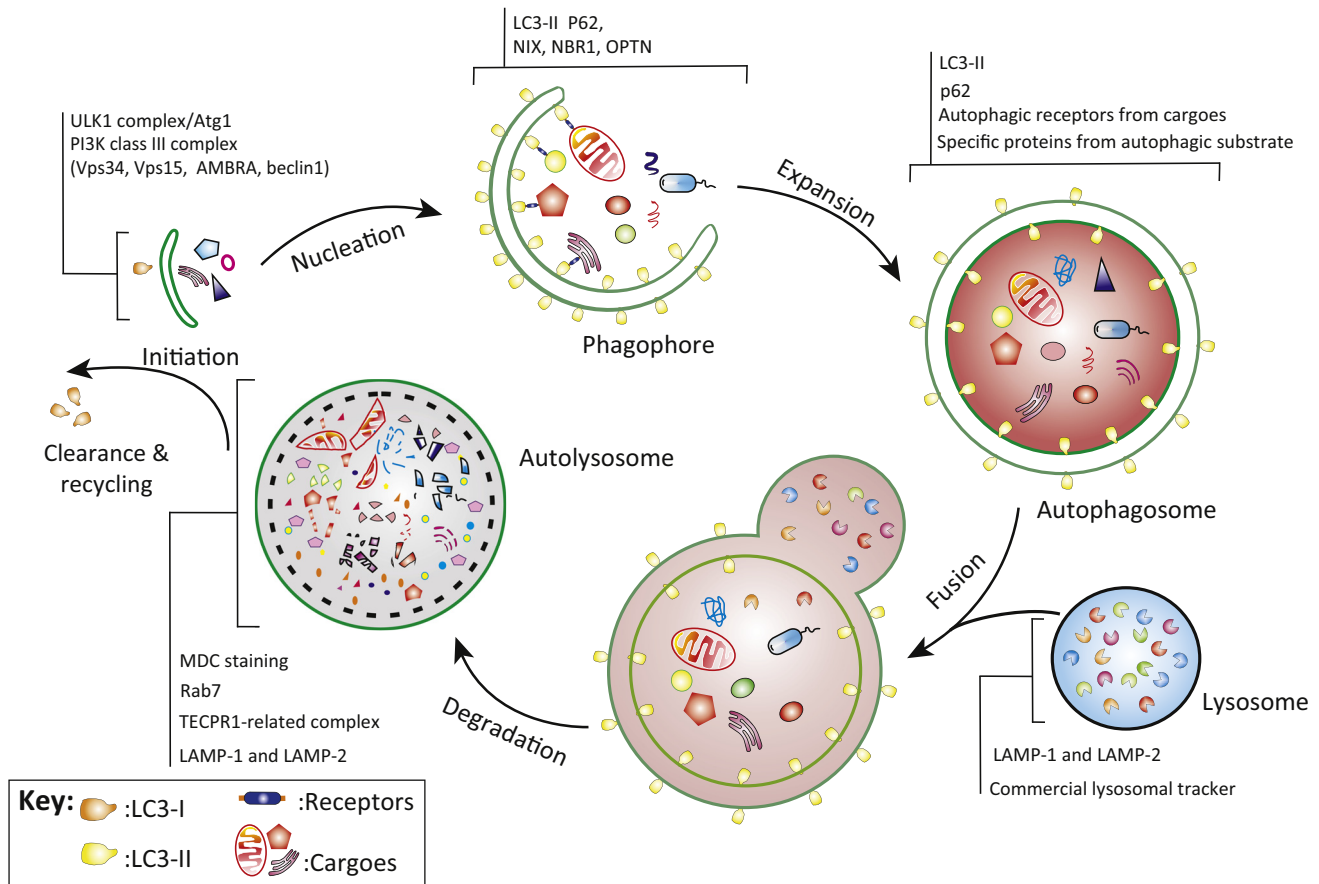 LC3-II P62,
NIX, NBR1, OPTN
LC3-II
p62
Autophagic receptors from cargoes
Specific proteins from autophagic substrate
ULK1 complex/Atg1
PI3K class III complex
(Vps34, Vps15, AMBRA, beclin1)
Nucleation
Expansion
Phagophore
Initiation
Clearance &
recycling
Autolysosome
Autophagosome
Fusion
Lysosome
Degradation
MDC staining
Rab7
TECPR1-related complex
LAMP-1 and LAMP-2
LAMP-1 and LAMP-2
Commercial lysosomal tracker
Key:
:LC3-I
:Receptors
:LC3-II
:Cargoes